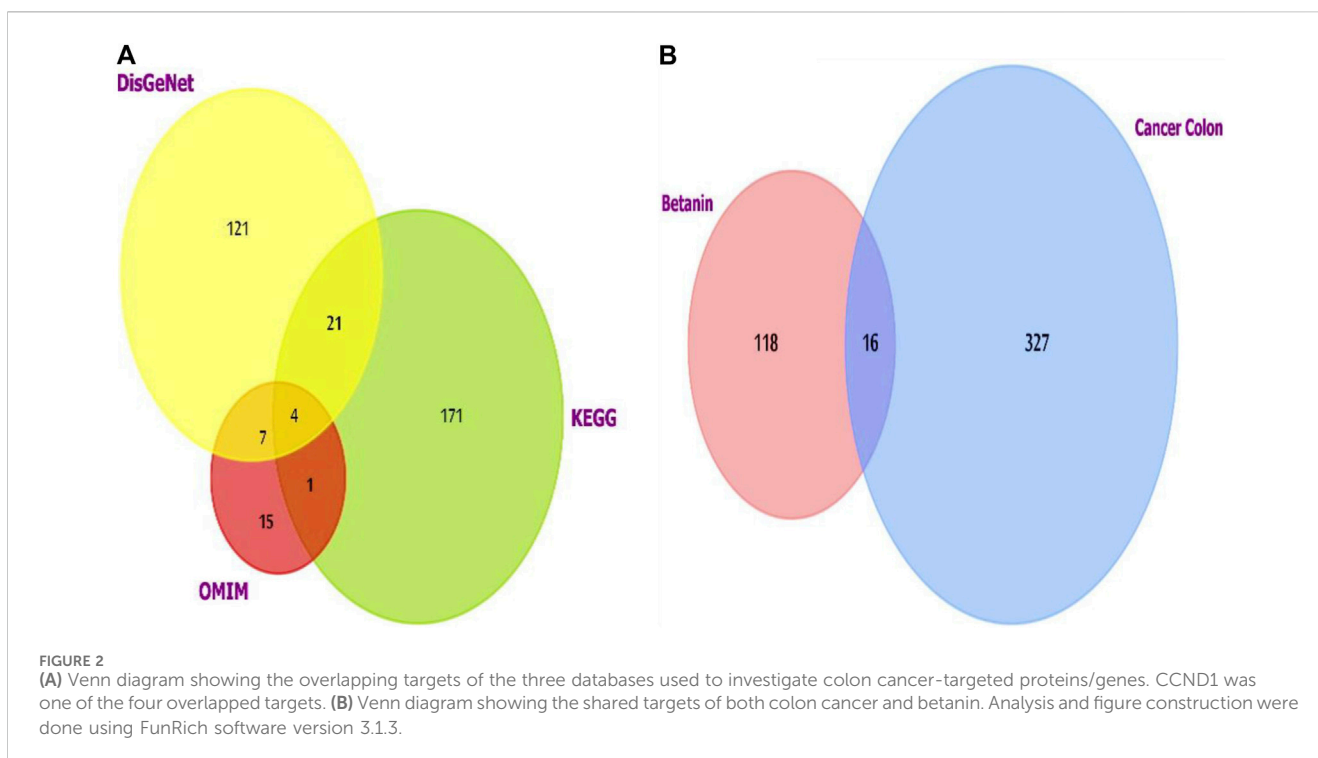 A
DisGeNet
121
21
4
7
171
KEGG
1
15
OMIM
B
Cancer Colon
Betanin
118
16
327
FIGURE 2
(A) Venn diagram showing the overlapping targets of the three databases used to investigate colon cancer-targeted proteins/genes. CCND1 was
one of the four overlapped targets. (B) Venn diagram showing the shared targets of both colon cancer and betanin. Analysis and figure construction were
done using FunRich software version 3.1.3.